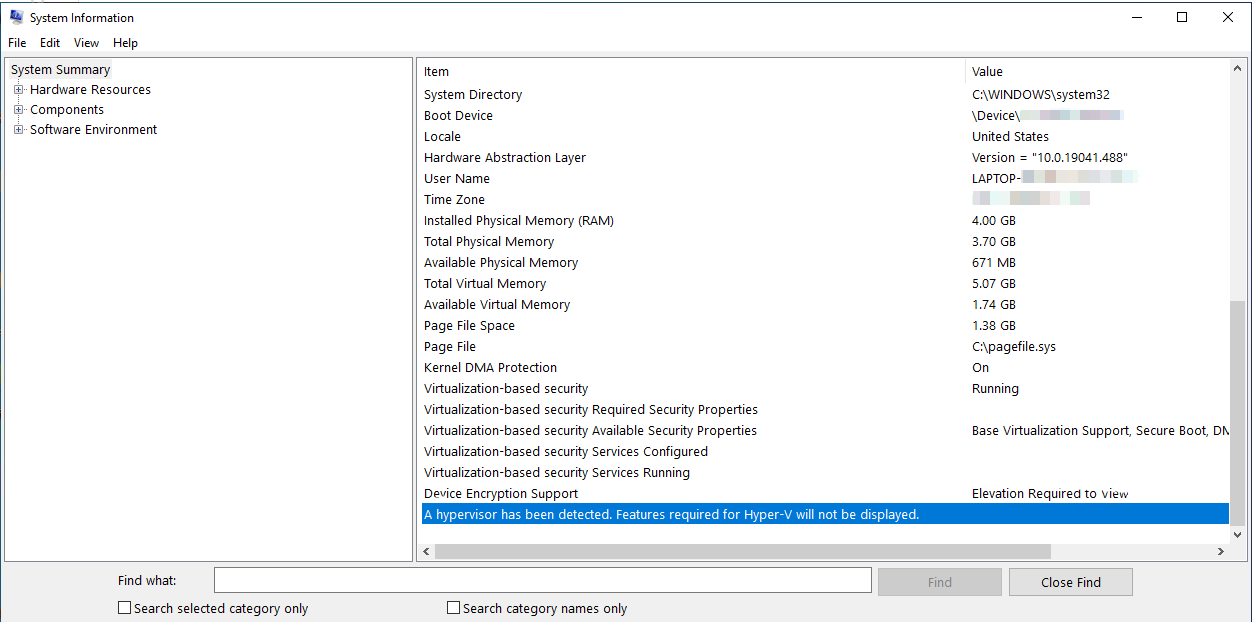 System Information
File Edit View Help
System Summary
Hardware Resources
Components
Software Environment
Item Value
System Directory C:\WINDOWS\system32
Boot Device \Device\
Locale United States
Hardware Abstraction Layer Version = "10.0.19041.488"
User Name LAPTOP-
Time Zone
Installed Physical Memory (RAM) 4.00 GB
Total Physical Memory 3.70 GB
Available Physical Memory 671 MB
Total Virtual Memory 5.07 GB
Available Virtual Memory 1.74 GB
Page File Space 1.38 GB
Page File C:\pagefile.sys
Kernel DMA Protection On
Virtualization-based security Running
Virtualization-based security Required Security Properties
Virtualization-based security Available Security Properties Base Virtualization Support, Secure Boot, DM
Virtualization-based security Services Configured
Virtualization-based security Services Running
Device Encryption Support Elevation Required to View
A hypervisor has been detected. Features required for Hyper-V will not be displayed.
Find what: Find Close Find
Search selected category only Search category names only